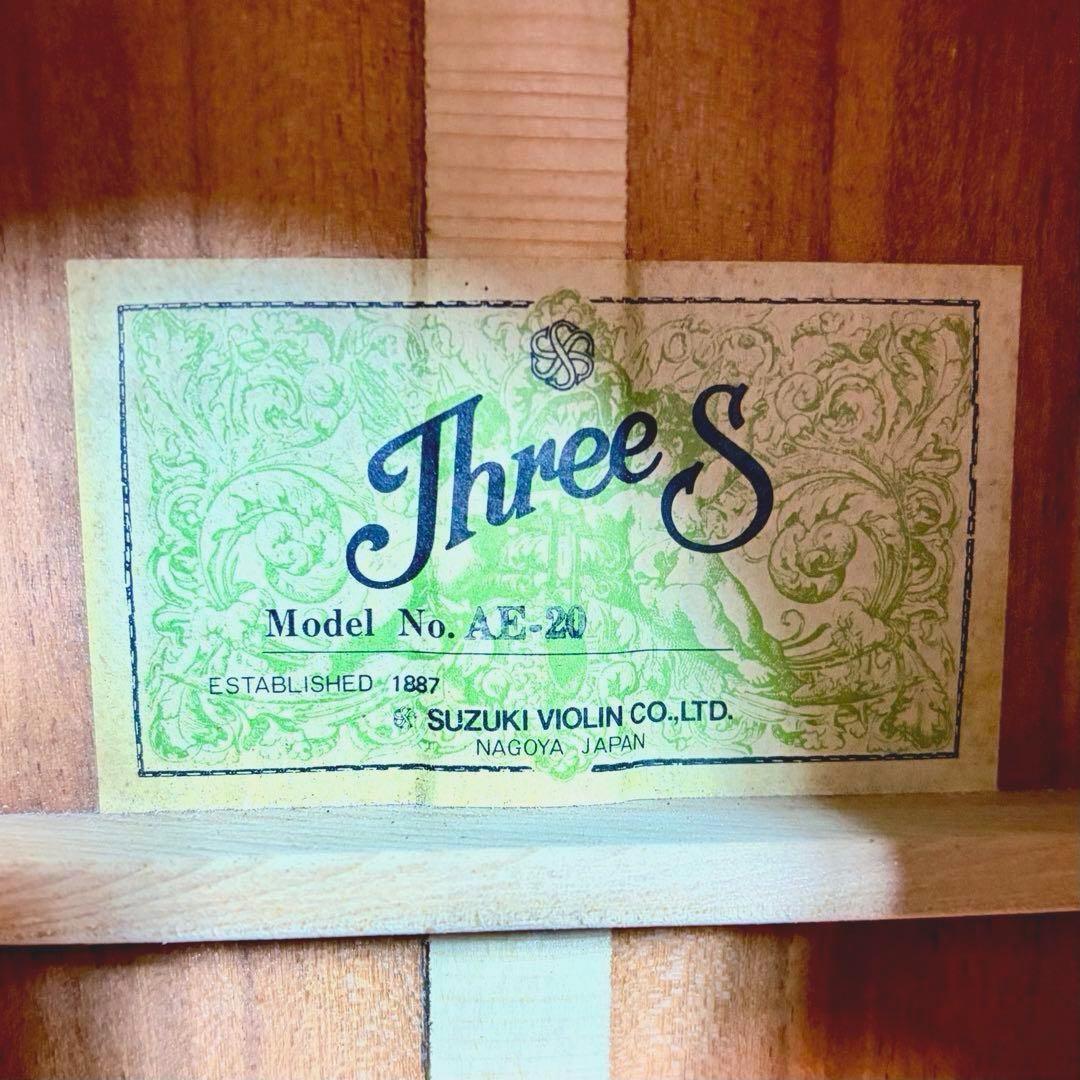 Three S
Model No. AE-20
ESTABLISHED 1887
SUZUKI VIOLIN CO.,LTD.
NAGOYA JAPAN